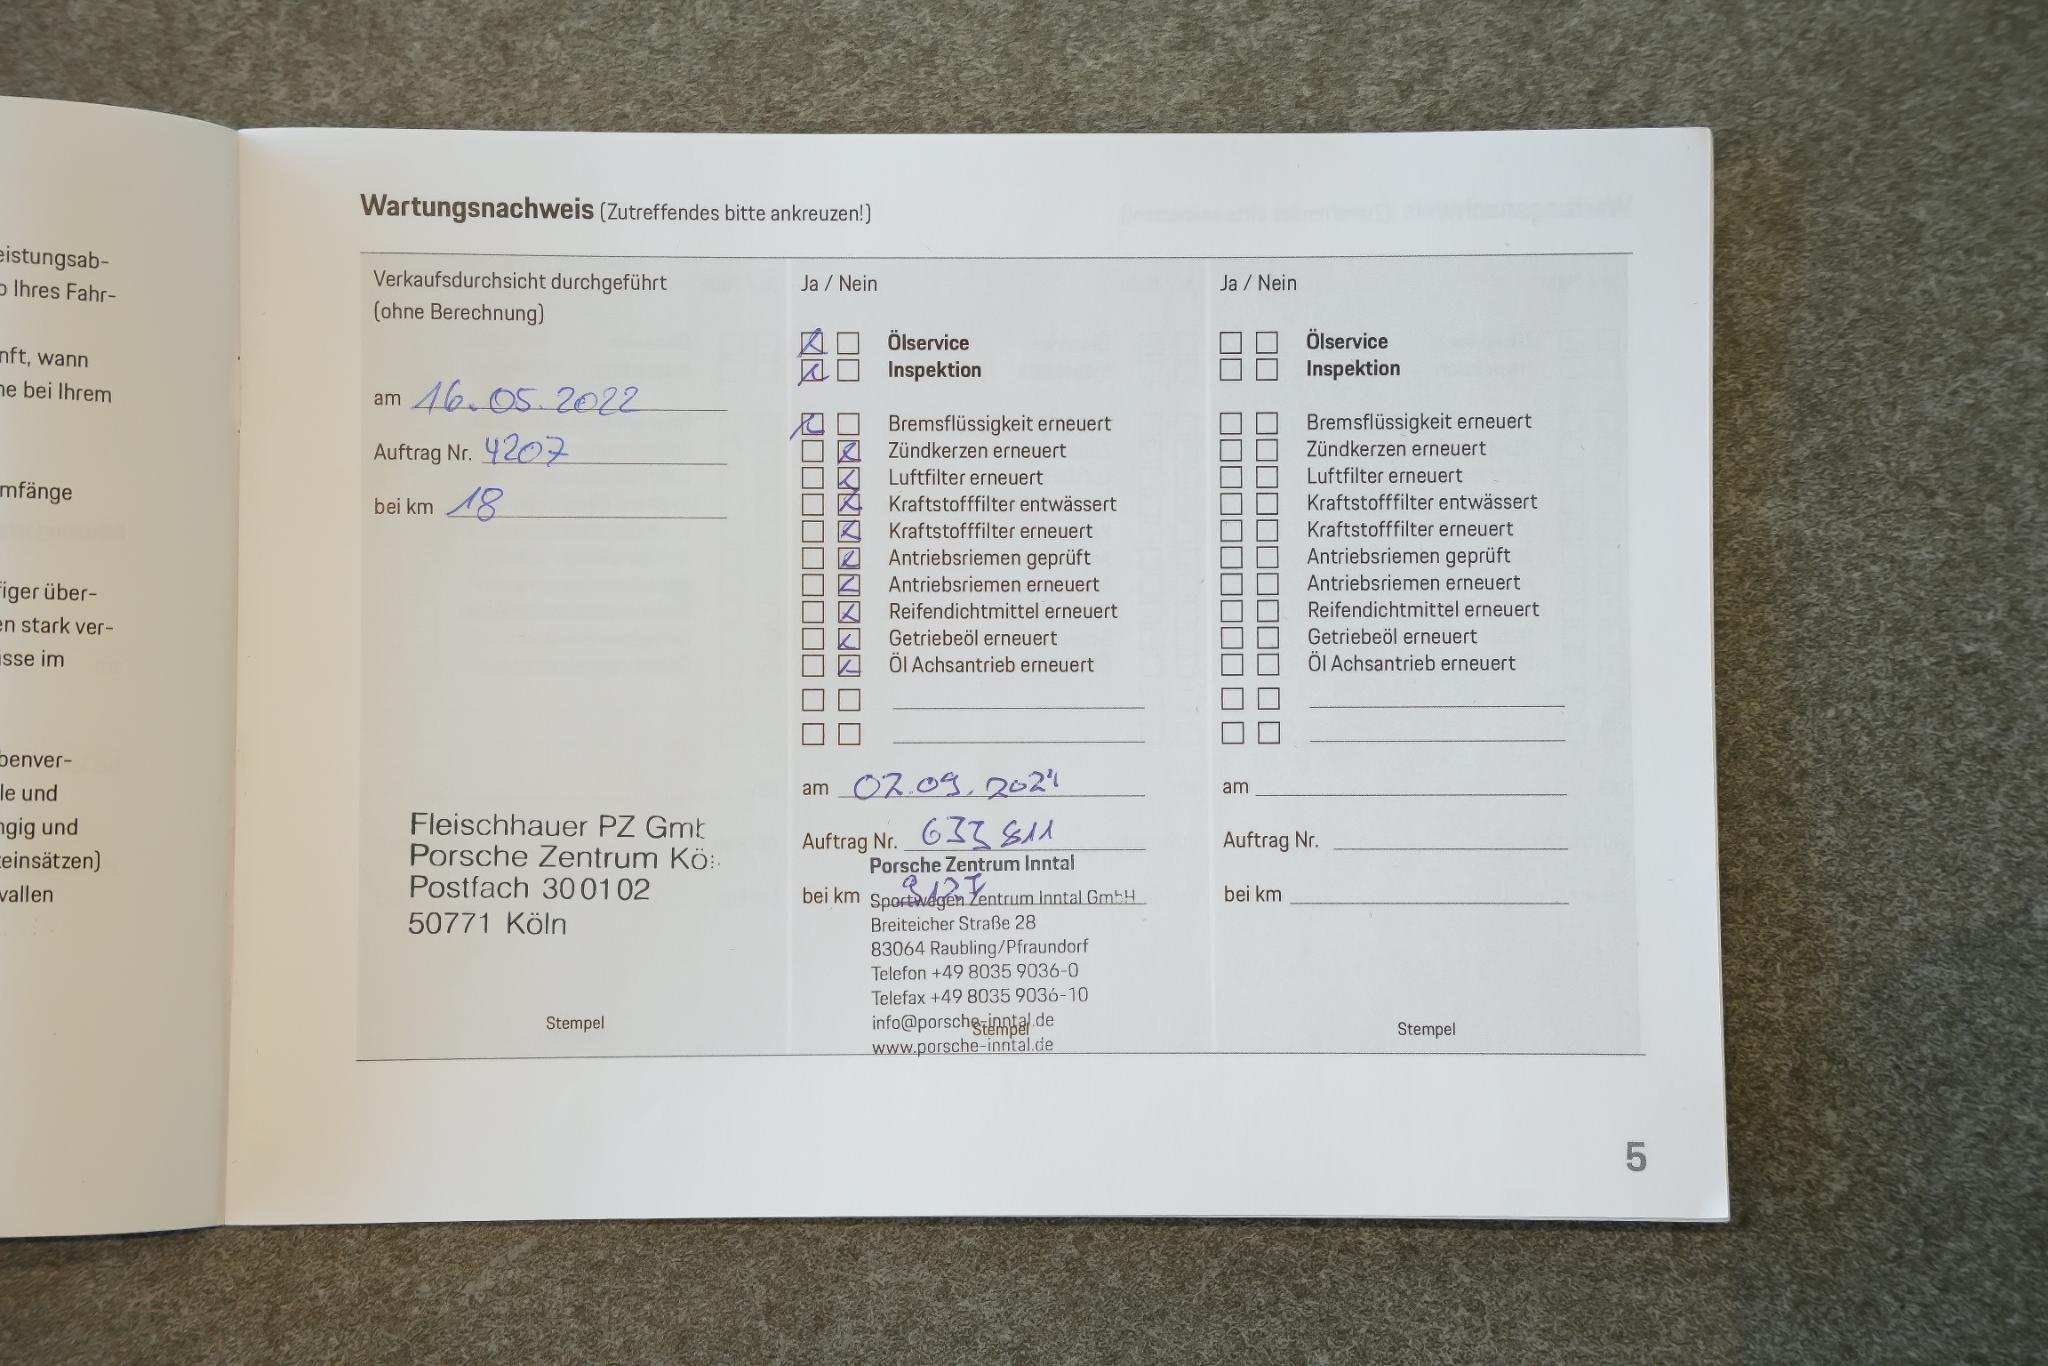 eistungsab-
o Ihres Fahr-
nft, wann
ne bei Ihrem
mfänge
figer über-
en stark ver-
isse im
benver-
le und
ngig und
teinsätzen)
vallen
Wartungsnachweis (Zutreffendes bitte ankreuzen!)
Verkaufsdurchsicht durchgeführt
(ohne Berechnung)
am 16.05.2022
Auftrag Nr. 4207
bei km 18
Fleischhauer PZ Gmb
Porsche Zentrum Kö
Postfach 300102
50771 Köln
Stempel
Ja / Nein
Ölservice
Inspektion
Bremsflüssigkeit erneuert
Zündkerzen erneuert
Luftfilter erneuert
Kraftstofffilter entwässert
Kraftstofffilter erneuert
Antriebsriemen geprüft
Antriebsriemen erneuert
Reifendichtmittel erneuert
Getriebeöl erneuert
Öl Achsantrieb erneuert
am 02.09.2024
Auftrag Nr. 633811
Porsche Zentrum Inntal
bei km
Sportwagen Zentrum Inntal GmbH
Breiteicher Straße 28
83064 Raubling/Pfraundorf
Telefon +49 8035 9036-0
Telefax +49 8035 9036-10
info@porsche-inntal.de
Stempel
www.porsche-inntal.de
Ja / Nein
Ölservice
Inspektion
Bremsflüssigkeit erneuert
Zündkerzen erneuert
Luftfilter erneuert
Kraftstofffilter entwässert
Kraftstofffilter erneuert
Antriebsriemen geprüft
Antriebsriemen erneuert
Reifendichtmittel erneuert
Getriebeöl erneuert
Öl Achsantrieb erneuert
am
Auftrag Nr.
bei km
Stempel
5